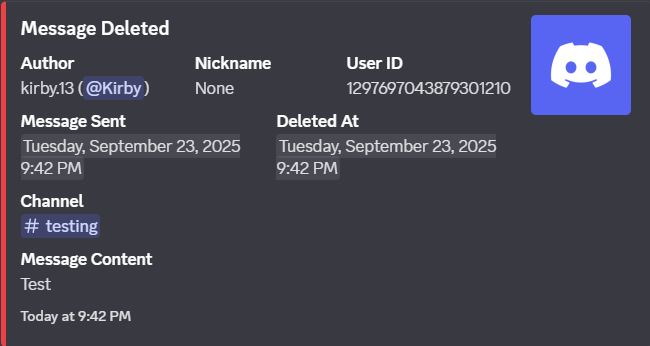 Message Deleted
Author Nickname User ID
kirby.13 (@Kirby) None 1297697043879301210
Message Sent Deleted At
Tuesday, September 23, 2025 Tuesday, September 23, 2025
9:42 PM 9:42 PM
Channel
# testing
Message Content
Test
Today at 9:42 PM